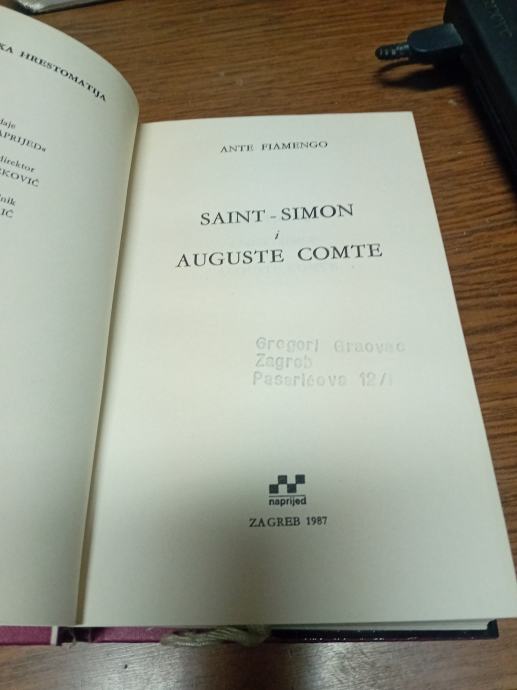 KA HRESTOMATIJA
daje
APRIJED«
direktor
RKOVIĆ
nik
IĆ
ANTE FIAMENGO
SAINT-SIMON
i
AUGUSTE COMTE
Gregori Graovac
Zagreb
Pasarićeva 12/
naprijed
ZAGREB 1987